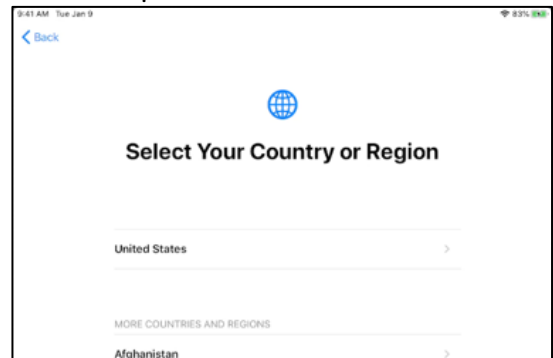 9:41 AM Tue Jan 9
83%
Back
Select Your Country or Region
United States
MORE COUNTRIES AND REGIONS
Afghanistan